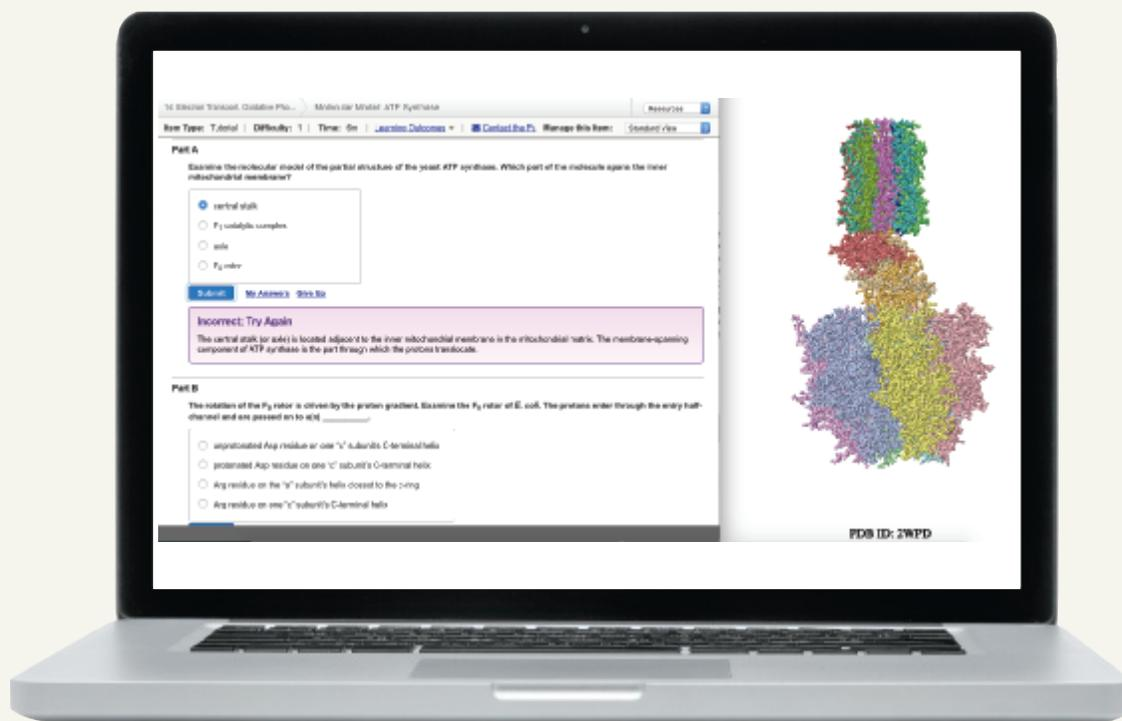 14 Electron Transport, Oxidative Pho...
Molecular Model: ATP Synthase
Resources
Item Type: Tutorial | Difficulty: 1 | Time: 6m | Learning Outcomes | Contact the Manage this Item: Standard View
Part A
Examine the molecular model of the partial structure of the yeast ATP synthase. Which part of the molecule spans the inner
mitochondrial membrane?
central stalk
F1 catalytic complex
axle
F0 rotor
Submit My Answers Give Up
Incorrect; Try Again
The central stalk (or axle) is located adjacent to the inner mitochondrial membrane in the mitochondrial matrix. The membrane-spanning
component of ATP synthase is the part through which the protons translocate.
Part B
The rotation of the F0 rotor is driven by the proton gradient. Examine the F0 rotor of E. coli. The protons enter through the entry half-
channel and are passed on to a(n) __________.
unprotonated Asp residue on one "c" subunit's C-terminal helix
protonated Asp residue on one "c" subunit's C-terminal helix
Arg residue on the "a" subunit's helix closest to the c-ring
Arg residue on one "c" subunit's C-terminal helix
PDB ID: 2WPD